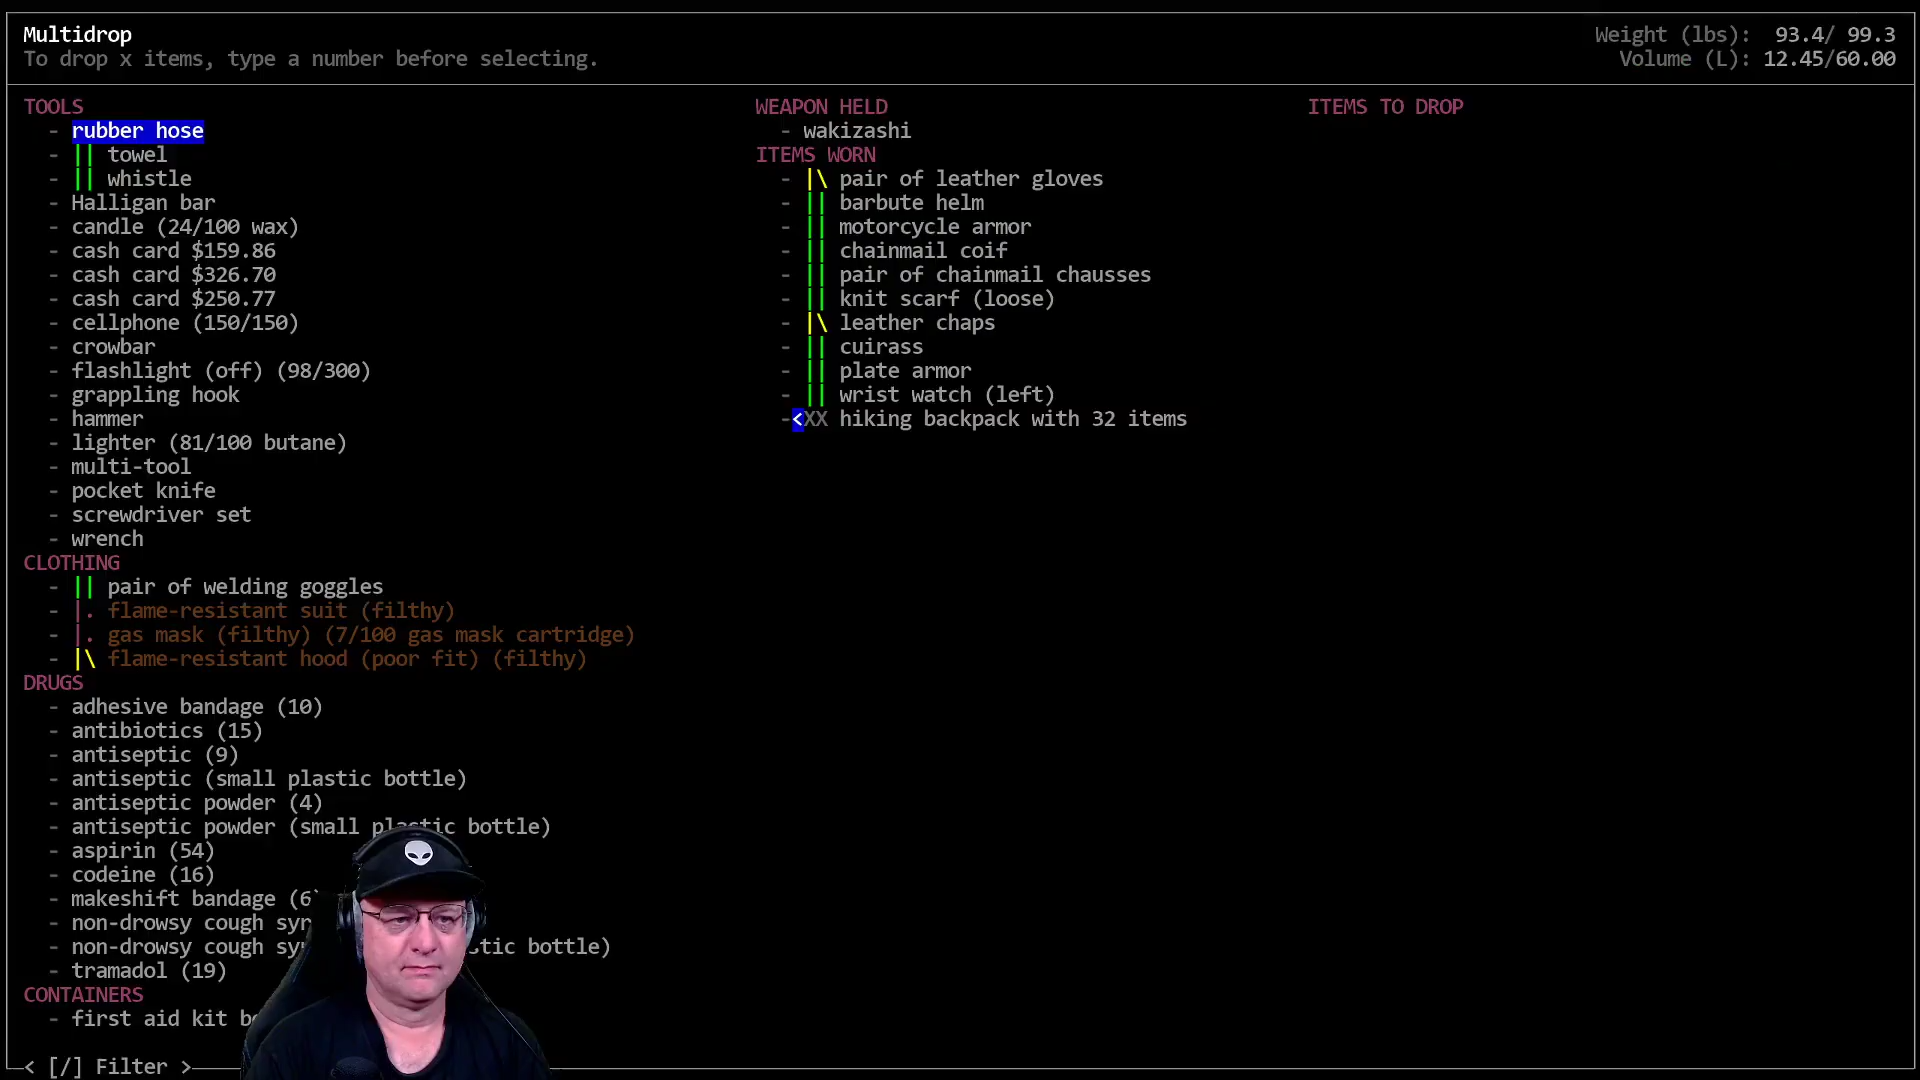 Multidrop
To drop x items, type a number before selecting.
Weight (lbs): 93.4/ 99.3
Volume (L): 12.45/60.00
TOOLS
- rubber hose
- || towel
- || whistle
- Halligan bar
- candle (24/100 wax)
- cash card $159.86
- cash card $326.70
- cash card $250.77
- cellphone (150/150)
- crowbar
- flashlight (off) (98/300)
- grappling hook
- hammer
- lighter (81/100 butane)
- multi-tool
- pocket knife
- screwdriver set
- wrench
CLOTHING
- || pair of welding goggles
- |. flame-resistant suit (filthy)
- |. gas mask (filthy) (7/100 gas mask cartridge)
- |\ flame-resistant hood (poor fit) (filthy)
DRUGS
- adhesive bandage (10)
- antibiotics (15)
- antiseptic (9)
- antiseptic (small plastic bottle)
- antiseptic powder (4)
- antiseptic powder (small plastic bottle)
- aspirin (54)
- codeine (16)
- makeshift bandage (6
- non-drowsy cough
- non-drowsy cough bottle)
- tramadol (19)
CONTAINERS
- first aid kit
< [/] Filter >
WEAPON HELD
- wakizashi
ITEMS WORN
- |\ pair of leather gloves
- || barbute helm
- || motorcycle armor
- || chainmail coif
- || pair of chainmail chausses
- || knit scarf (loose)
- |\ leather chaps
- || cuirass
- || plate armor
- || wrist watch (left)
-<XX hiking backpack with 32 items
ITEMS TO DROP